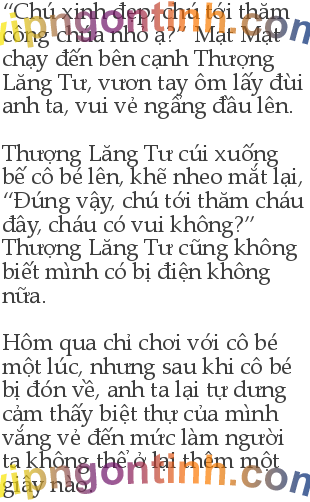 “Chú xinh đẹp, chú tới thăm
công chúa nhỏ ạ?” Mật Mật
chạy đến bên cạnh Thượng
Lăng Tư, vươn tay ôm lấy đùi
anh ta, vui vẻ ngẩng đầu lên.
Thượng Lăng Tư cúi xuống
bế cô bé lên, khẽ nheo mắt lại,
“Đúng vậy, chú tới thăm cháu
đây, cháu có vui không?”
Thượng Lăng Tư cũng không
biết mình có bị điện không
nữa.
Hôm qua chỉ chơi với cô bé
một lúc, nhưng sau khi cô bé
bị đón về, anh ta lại tự dưng
cảm thấy biệt thự của mình
vắng vẻ đến mức làm người
ta không thể ở lại thêm một
giây nào.
vipngontinh.com
vipngontinh.com